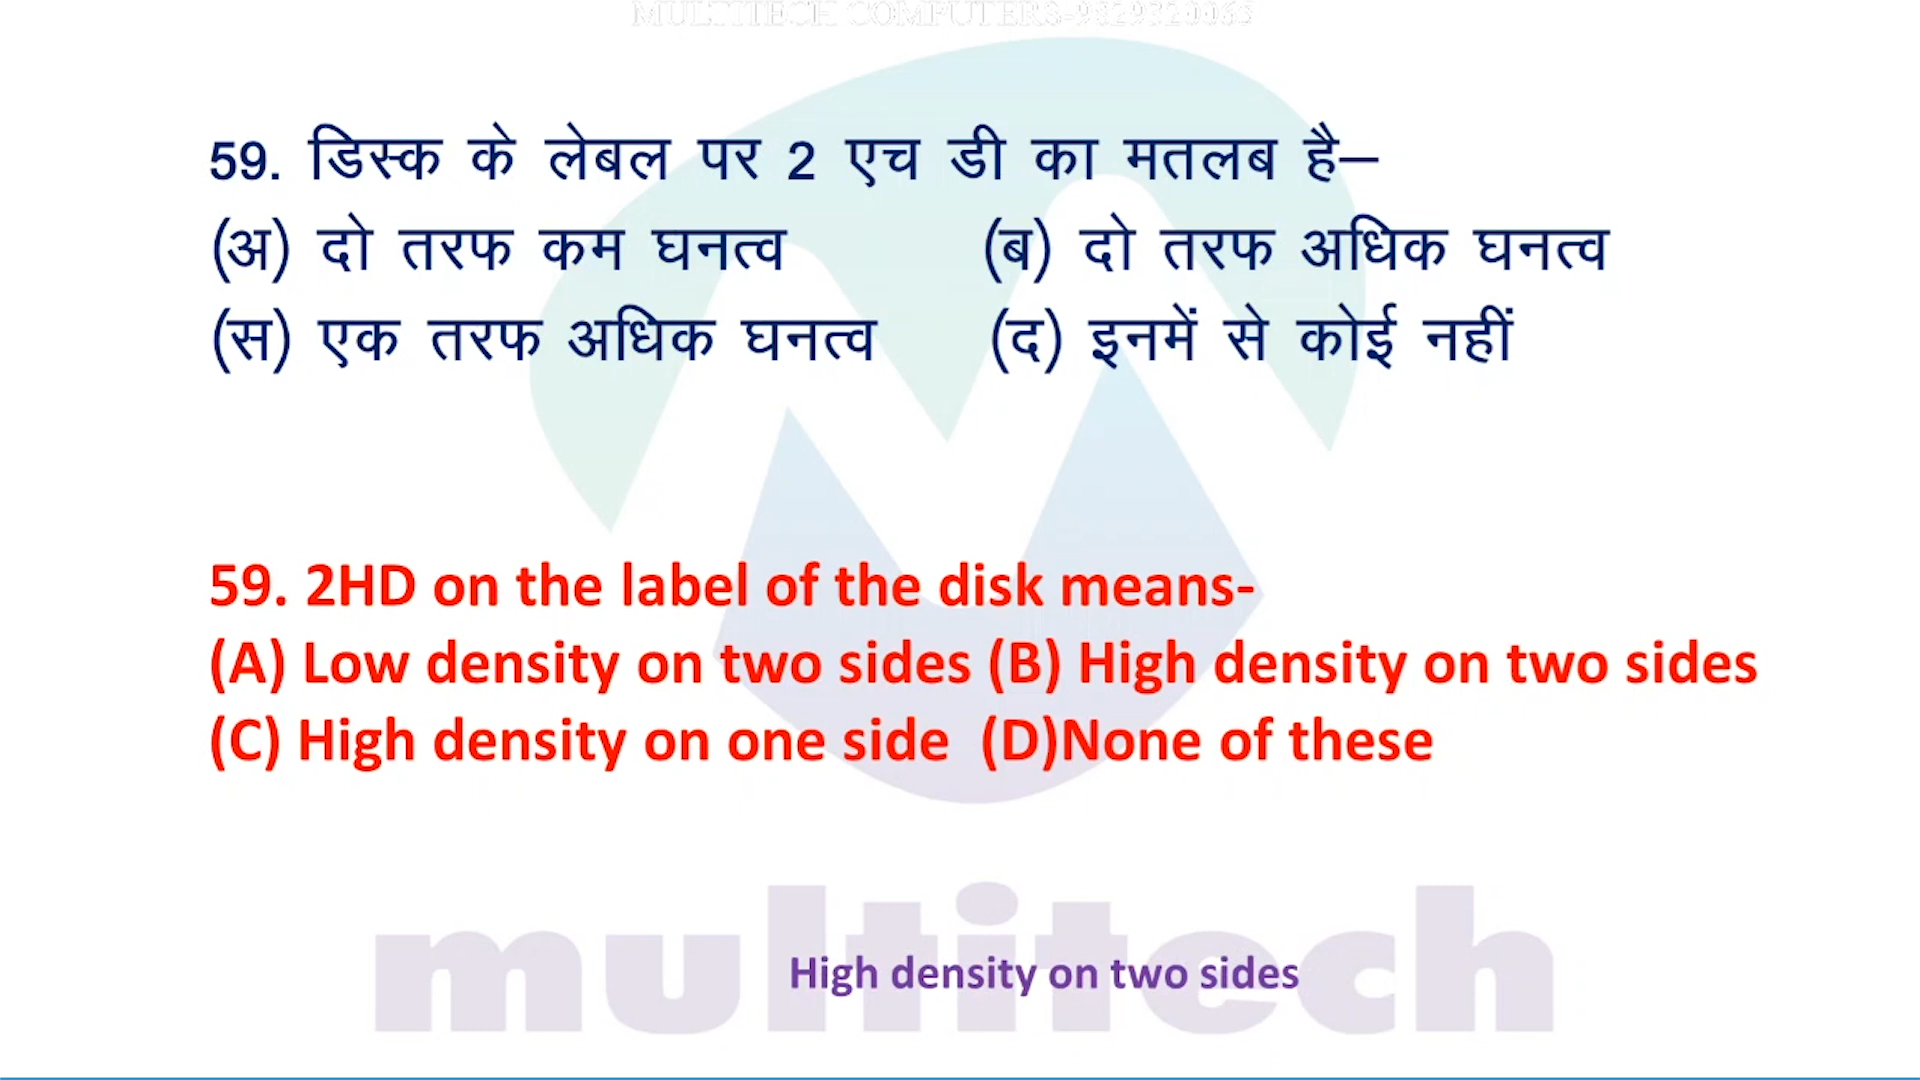 MULTITECH COMPUTERS-9829320065
59. डिस्क के लेबल पर 2 एच डी का मतलब है–
(अ) दो तरफ कम घनत्व (ब) दो तरफ अधिक घनत्व
(स) एक तरफ अधिक घनत्व (द) इनमें से कोई नहीं
59. 2HD on the label of the disk means-
(A) Low density on two sides (B) High density on two sides
(C) High density on one side (D)None of these
multitech
High density on two sides